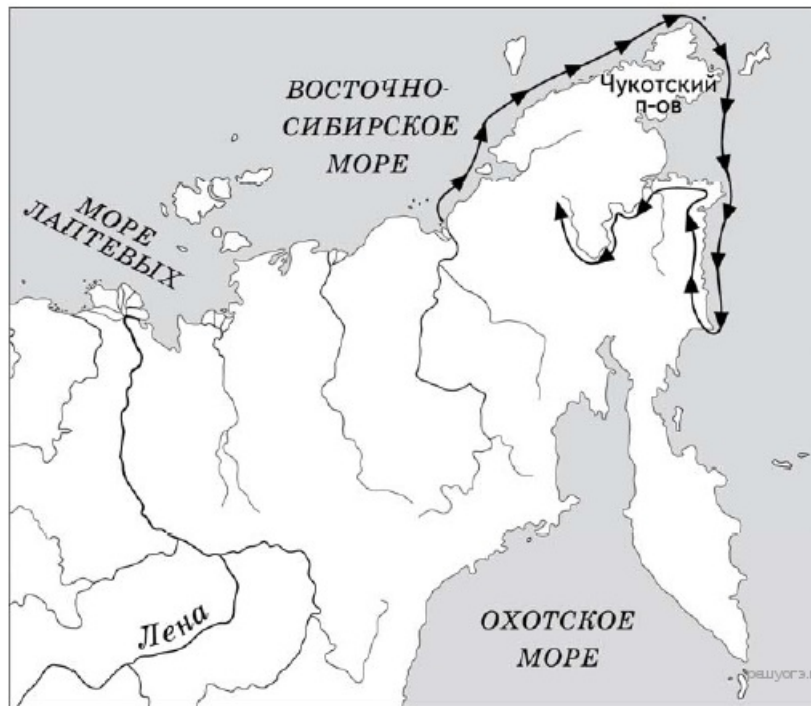 ВОСТОЧНО-
СИБИРСКОЕ
МОРЕ
Чукотский
п-ов
МОРЕ
ЛАПТЕВЫХ
Лена
ОХОТСКОЕ
МОРЕ